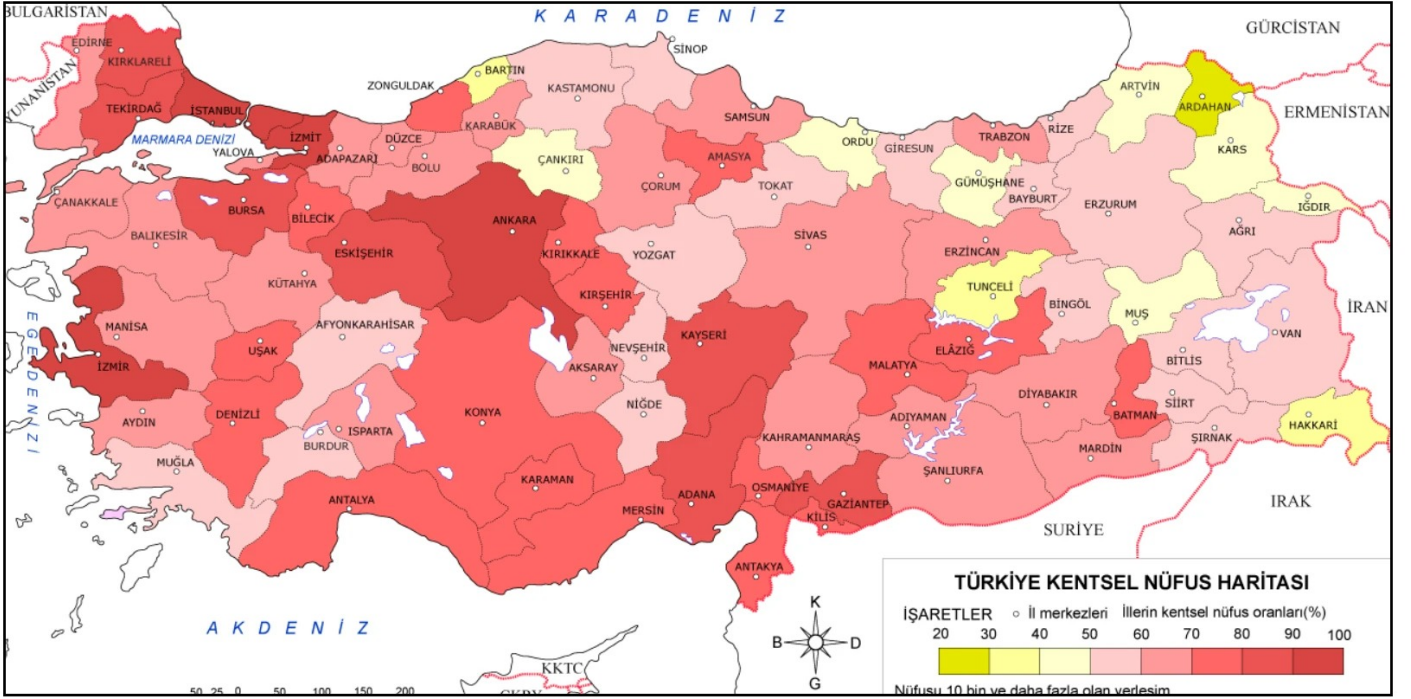 BULGARİSTAN
K A R A D E N İ Z
GÜRCİSTAN
EDİRNE
KIRKLARELİ
YUNANİSTAN
TEKİRDAĞ
İSTANBUL
MARMARA DENİZİ
YALOVA
İZMİT
ADAPAZARI
DÜZCE
BOLU
ZONGULDAK
BARTIN
KARABÜK
KASTAMONU
SİNOP
SAMSUN
ÇANKIRI
ÇORUM
AMASYA
TOKAT
ORDU
GİRESUN
TRABZON
RİZE
ARTVİN
ARDAHAN
ERMENİSTAN
KARS
GÜMÜŞHANE
BAYBURT
ERZURUM
IĞDIR
AĞRI
ÇANAKKALE
BALIKESİR
BURSA
BİLECİK
ESKİŞEHİR
ANKARA
KIRIKKALE
KIRŞEHİR
YOZGAT
SİVAS
ERZİNCAN
TUNCELİ
BİNGÖL
MUŞ
İRAN
VAN
BİTLİS
KÜTAHYA
MANİSA
AFYONKARAHİSAR
UŞAK
İZMİR
E G E D E N İ Z İ
NEVŞEHİR
AKSARAY
KAYSERİ
MALATYA
ELÂZIĞ
DİYABAKIR
BATMAN
SİİRT
ŞIRNAK
HAKKARİ
AYDIN
DENİZLİ
BURDUR
ISPARTA
KONYA
NİĞDE
KAHRAMANMARAŞ
ADIYAMAN
MARDİN
ŞANLIURFA
MUĞLA
ANTALYA
KARAMAN
MERSİN
ADANA
OSMANİYE
GAZİANTEP
KİLİS
ANTAKYA
SURİYE
IRAK
A K D E N İ Z
KKTC
GKRY
K
B
D
G
TÜRKİYE KENTSEL NÜFUS HARİTASI
İŞARETLER
İl merkezleri
İllerin kentsel nüfus oranları(%)
20 30 40 50 60 70 80 90 100
Nüfusu 10 bin ve daha fazla olan yerleşim
50 25 0 50 100 150 200